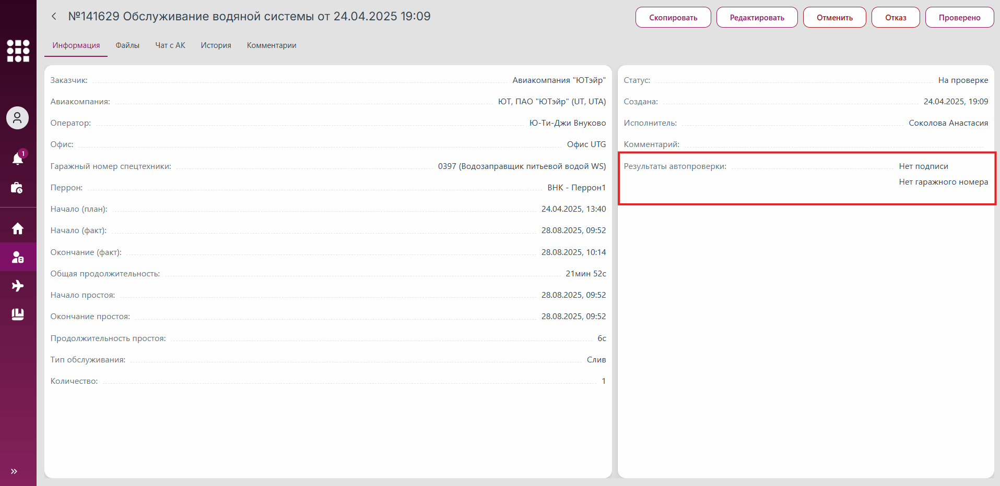 №141629 Обслуживание водяной системы от 24.04.2025 19:09
Скопировать
Редактировать
Отменить
Отказ
Проверено
Информация
Файлы
Чат с АК
История
Комментарии
1
Заказчик: Авиакомпания "ЮТэйр"
Авиакомпания: ЮТ, ПАО "ЮТэйр" (UT, UTA)
Оператор: Ю-Ти-Джи Внуково
Офис: Офис UTG
Гаражный номер спецтехники: 0397 (Водозаправщик питьевой водой WS)
Перрон: ВНК - Перрон1
Начало (план): 24.04.2025, 13:40
Начало (факт): 28.08.2025, 09:52
Окончание (факт): 28.08.2025, 10:14
Общая продолжительность: 21мин 52с
Начало простоя: 28.08.2025, 09:52
Окончание простоя: 28.08.2025, 09:52
Продолжительность простоя: 6с
Тип обслуживания: Слив
Количество: 1
Статус: На проверке
Создана: 24.04.2025, 19:09
Исполнитель: Соколова Анастасия
Комментарий:
Результаты автопроверки: Нет подписи
Нет гаражного номера